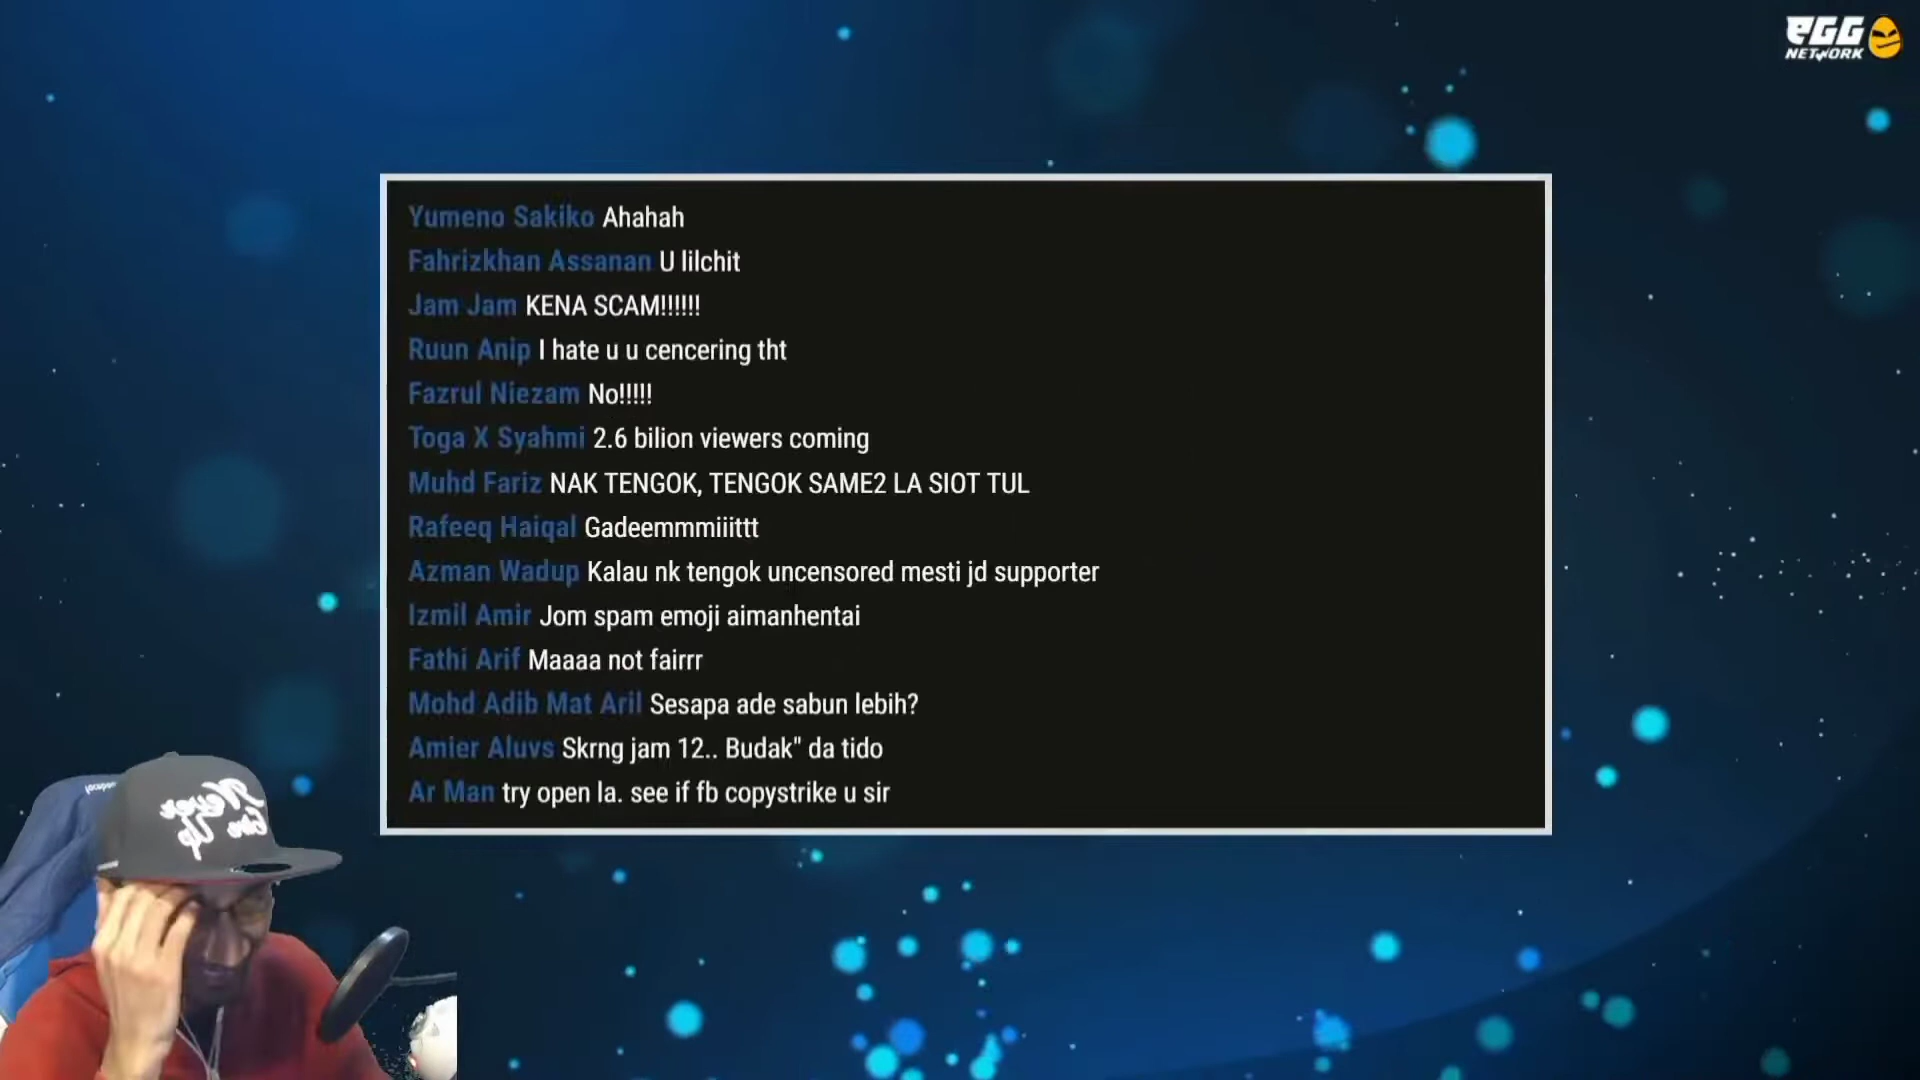 EGG
NETWORK
Yumeno Sakiko Ahahah
Fahrizkhan Assanan U lilchit
Jam Jam KENA SCAM!!!!!!
Ruun Anip I hate u u cencering tht
Fazrul Niezam No!!!!!
Toga X Syahmi 2.6 bilion viewers coming
Muhd Fariz NAK TENGOK, TENGOK SAME2 LA SIOT TUL
Rafeeq Haiqal Gadeemmmiiittt
Azman Wadup Kalau nk tengok uncensored mesti jd supporter
Izmil Amir Jom spam emoji aimanhentai
Fathi Arif Maaaa not fairrr
Mohd Adib Mat Aril Sesapa ade sabun lebih?
Amier Aluvs Skrng jam 12.. Budak" da tido
Ar Man try open la. see if fb copystrike u sir
Never
Give
Up